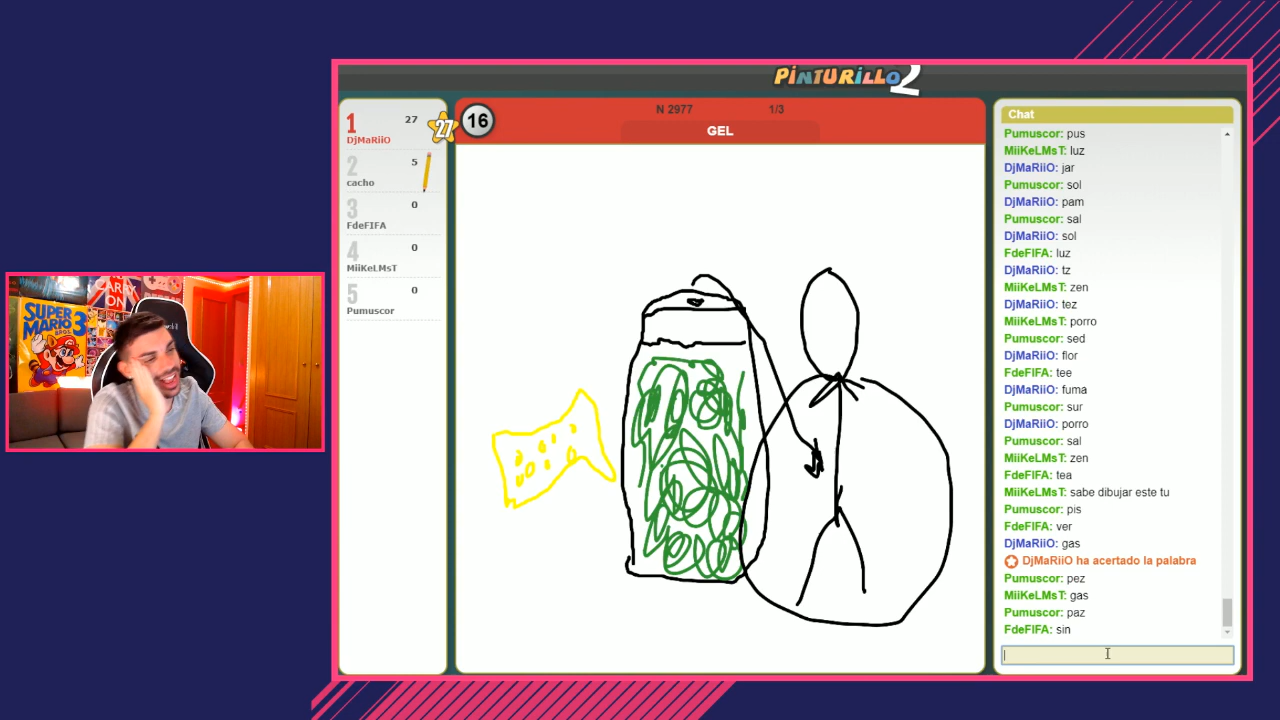 PINTURILLO 2
1 27
DjMaRiiO
27
2 5
cacho
3 0
FdeFIFA
4 0
MiiKeLMsT
5 0
Pumuscor
16
N 2977 1/3
GEL
Chat
Pumuscor: pus
MiiKeLMsT: luz
DjMaRiiO: jar
Pumuscor: sol
DjMaRiiO: pam
Pumuscor: sal
DjMaRiiO: sol
FdeFIFA: luz
DjMaRiiO: tz
MiiKeLMsT: zen
DjMaRiiO: tez
MiiKeLMsT: porro
Pumuscor: sed
DjMaRiiO: flor
FdeFIFA: tee
DjMaRiiO: fuma
Pumuscor: sur
DjMaRiiO: porro
Pumuscor: sal
MiiKeLMsT: zen
FdeFIFA: tea
MiiKeLMsT: sabe dibujar este tu
Pumuscor: pis
FdeFIFA: ver
DjMaRiiO: gas
DjMaRiiO ha acertado la palabra
Pumuscor: pez
MiiKeLMsT: gas
Pumuscor: paz
FdeFIFA: sin
CARRY
ON
SUPER
MARIO
BROS. 3